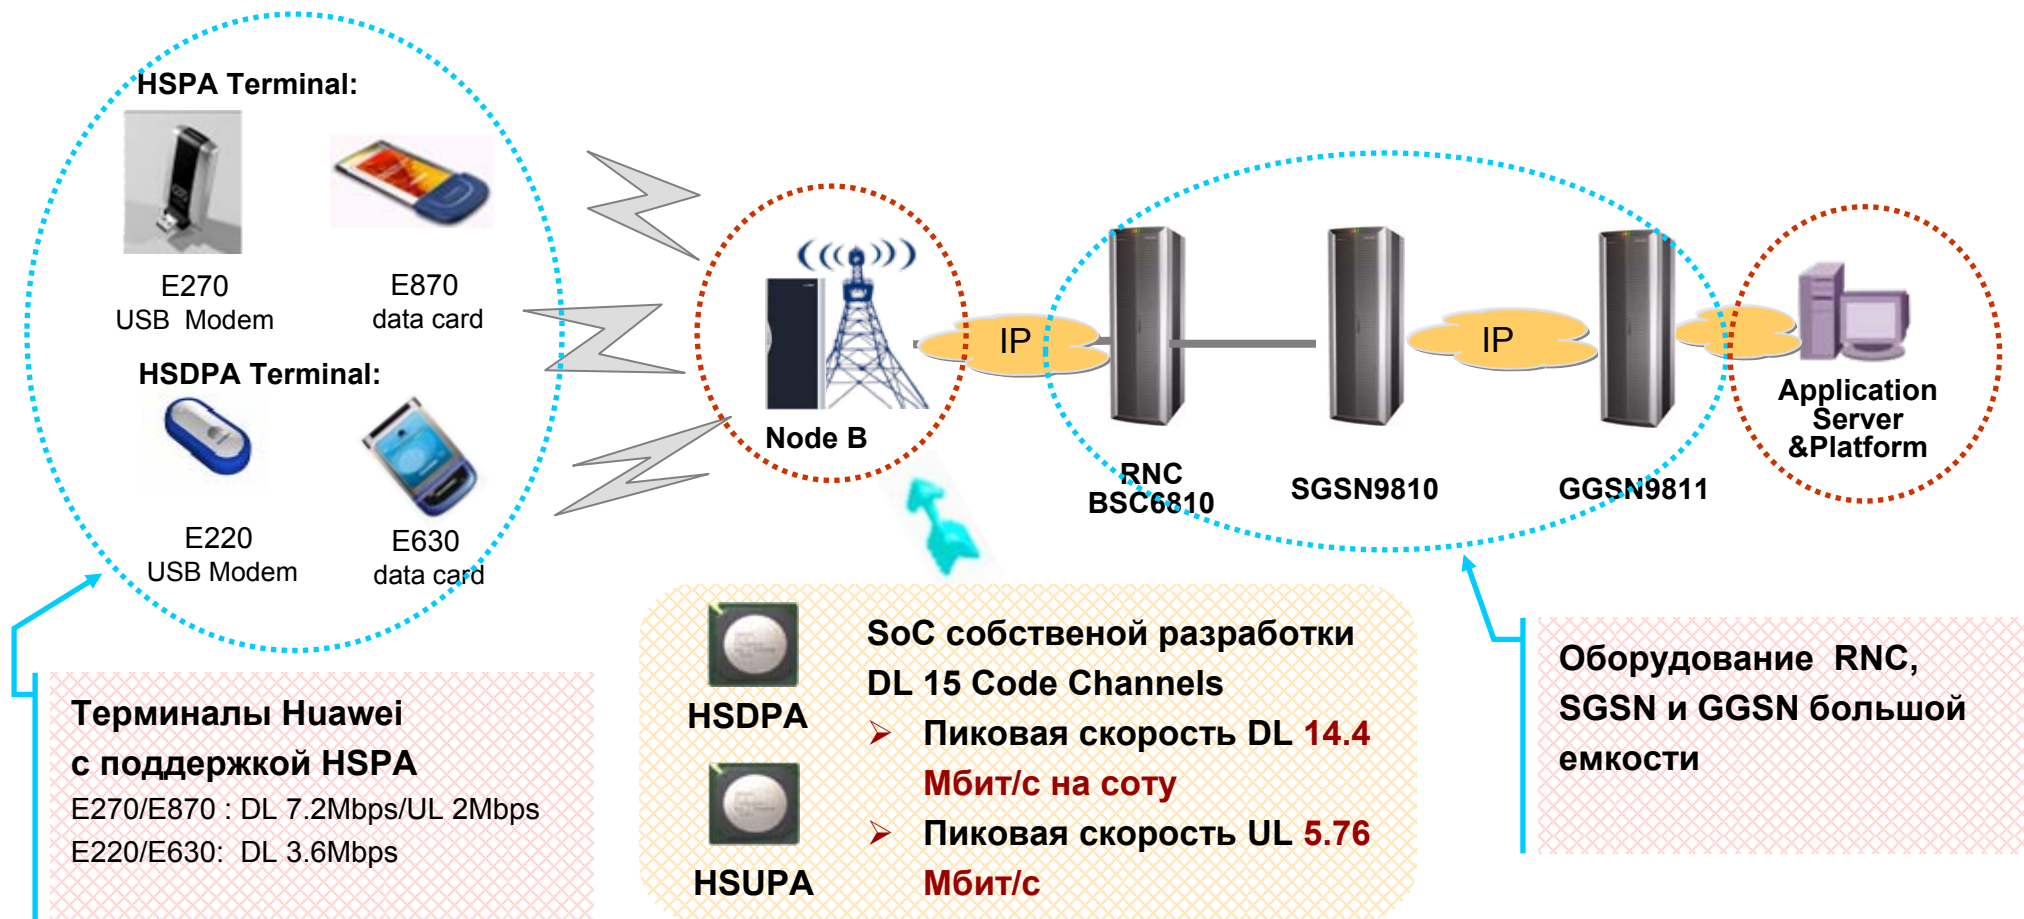 HSPA Terminal:
E270
USB Modem
E870
data card
HSDPA Terminal:
E220
USB Modem
E630
data card
Node B
IP
RNC
BSC6810
SGSN9810
IP
GGSN9811
Application
Server
&Platform
Терминалы Huawei
с поддержкой HSPA
E270/E870 : DL 7.2Mbps/UL 2Mbps
E220/E630: DL 3.6Mbps
HSDPA
HSUPA
SoC собственой разработки
DL 15 Code Channels
Пиковая скорость DL 14.4
Мбит/с на соту
Пиковая скорость UL 5.76
Мбит/с
Оборудование RNC,
SGSN и GGSN большой
емкости